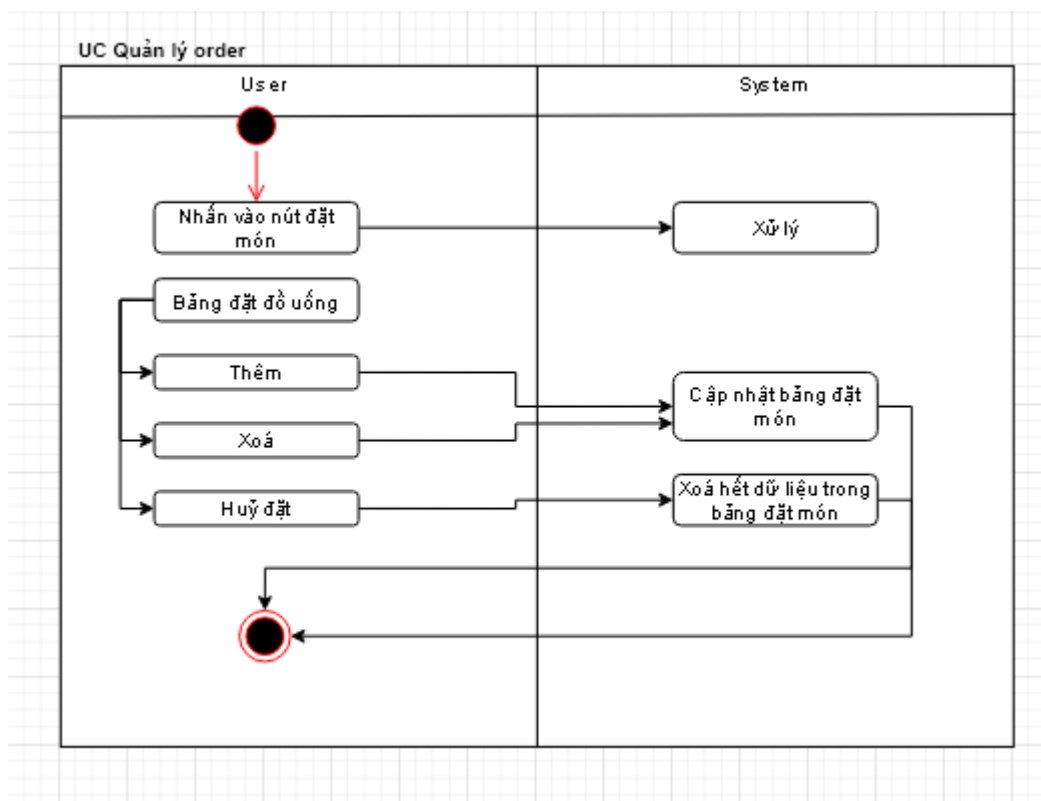 UC Quản lý order
User
System
Nhấn vào nút đặt
món
Xử lý
Bảng đặt đồ uống
Thêm
Cập nhật bảng đặt
món
Xoá
Xoá hết dữ liệu trong
bảng đặt món
Huỷ đặt